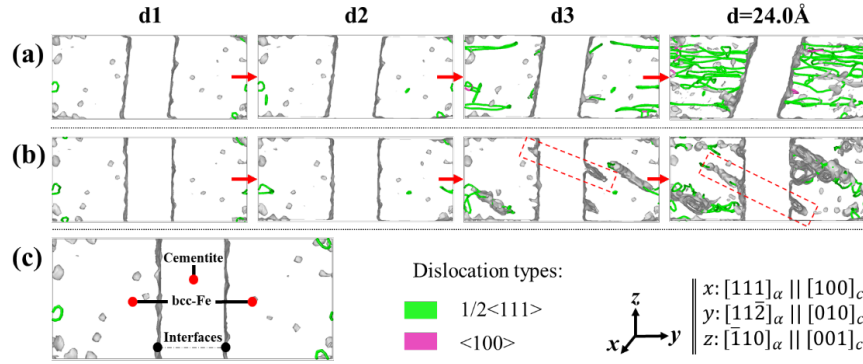 d1 d2 d3 d=24.0Å
(a)
(b)
(c)
Cementite
bcc-Fe
Interfaces
Dislocation types:
1/2<111>
<100>
z
x
y
x: [111]α || [100]c
y: [112̄]α || [010]c
z: [1̄10]α || [001]c